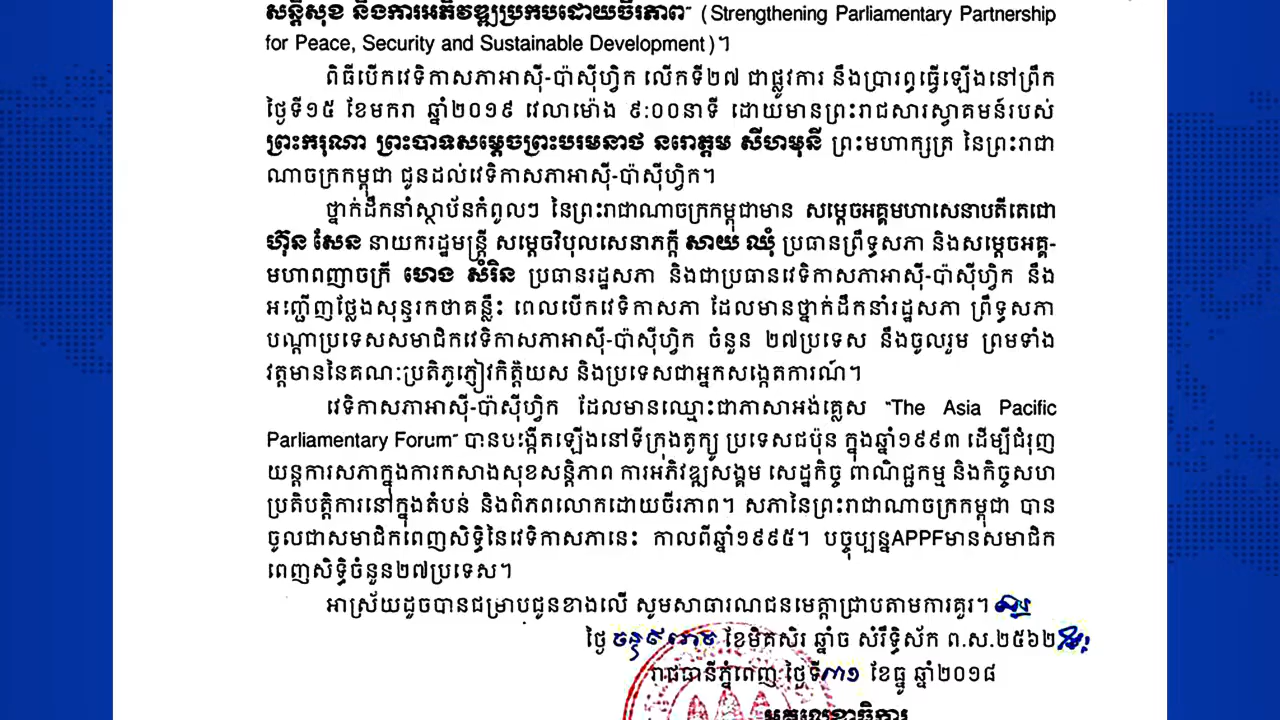 សន្តិសុខ និងការអភិវឌ្ឍប្រកបដោយចីរភាព” (Strengthening Parliamentary Partnership
for Peace, Security and Sustainable Development)។
ពិធីបើកវេទិកាសភាអាស៊ី-ប៉ាស៊ីហ្វិក លើកទី២៧ ជាផ្លូវការ នឹងប្រារព្ធធ្វើឡើងនៅព្រឹក
ថ្ងៃទី១៥ ខែមករា ឆ្នាំ២០១៩ វេលាម៉ោង ៩:០០នាទី ដោយមានព្រះរាជសារស្វាគមន៍របស់
ព្រះករុណា ព្រះបាទសម្តេចព្រះបរមនាថ នរោត្តម សីហមុនី ព្រះមហាក្សត្រ នៃព្រះរាជា
ណាចក្រកម្ពុជា ជូនដល់វេទិកាសភាអាស៊ី-ប៉ាស៊ីហ្វិក។
ថ្នាក់ដឹកនាំស្ថាប័នកំពូលៗ នៃព្រះរាជាណាចក្រកម្ពុជាមាន សម្តេចអគ្គមហាសេនាបតីតេជោ
ហ៊ុន សែន នាយករដ្ឋមន្ត្រី សម្តេចវិបុលសេនាភក្តី សាយ ឈុំ ប្រធានព្រឹទ្ធសភា និងសម្តេចអគ្គ-
មហាពញាចក្រី ហេង សំរិន ប្រធានរដ្ឋសភា និងជាប្រធានវេទិកាសភាអាស៊ី-ប៉ាស៊ីហ្វិក នឹង
អញ្ជើញថ្លែងសុន្ទរកថាគន្លឹះ ពេលបើកវេទិកាសភា ដែលមានថ្នាក់ដឹកនាំរដ្ឋសភា ព្រឹទ្ធសភា
បណ្តាប្រទេសសមាជិកវេទិកាសភាអាស៊ី-ប៉ាស៊ីហ្វិក ចំនួន ២៧ប្រទេស នឹងចូលរួម ព្រមទាំង
វត្តមាននៃគណៈប្រតិភូភ្ញៀវកិត្តិយស និងប្រទេសជាអ្នកសង្កេតការណ៍។
វេទិកាសភាអាស៊ី-ប៉ាស៊ីហ្វិក ដែលមានឈ្មោះជាភាសាអង់គ្លេស “The Asia Pacific
Parliamentary Forum” បានបង្កើតឡើងនៅទីក្រុងតូក្យូ ប្រទេសជប៉ុន ក្នុងឆ្នាំ១៩៩៣ ដើម្បីជំរុញ
យន្តការសភាក្នុងការកសាងសុខសន្តិភាព ការអភិវឌ្ឍសង្គម សេដ្ឋកិច្ច ពាណិជ្ជកម្ម និងកិច្ចសហ
ប្រតិបត្តិការនៅក្នុងតំបន់ និងពិភពលោកដោយចីរភាព។ សភានៃព្រះរាជាណាចក្រកម្ពុជា បាន
ចូលជាសមាជិកពេញសិទ្ធិនៃវេទិកាសភានេះ កាលពីឆ្នាំ១៩៩៥។ បច្ចុប្បន្នAPPFមានសមាជិក
ពេញសិទ្ធិចំនួន២៧ប្រទេស។
អាស្រ័យដូចបានជម្រាបជូនខាងលើ សូមសាធារណជនមេត្តាជ្រាបតាមការគួរ។
ថ្ងៃ ចន្ទ ៩ រោច ខែមិគសិរ ឆ្នាំច សំរឹទ្ធិស័ក ព.ស.២៥៦២
រាជធានីភ្នំពេញ ថ្ងៃទី៣១ ខែធ្នូ ឆ្នាំ២០១៨
អគ្គលេខាធិការ